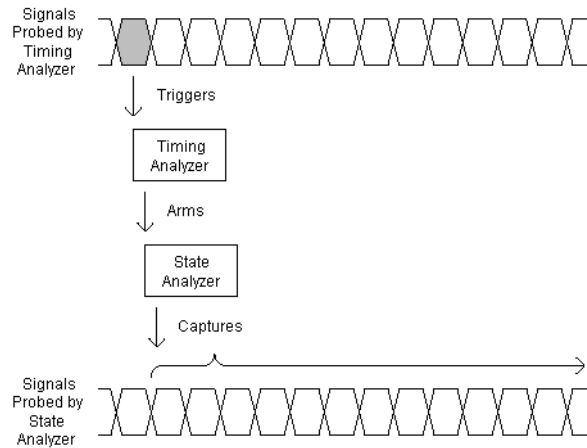 Signals
Probed by
Timing
Analyzer
Triggers
Timing
Analyzer
Arms
State
Analyzer
Captures
Signals
Probed by
State
Analyzer